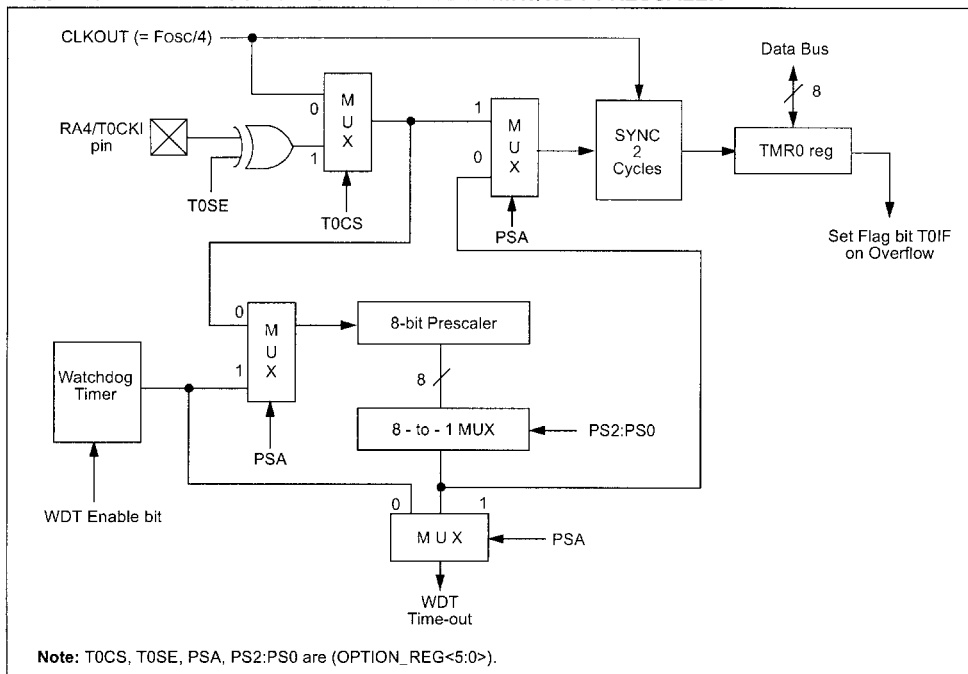 CLKOUT (= Fosc/4)
Data Bus
8
M
U
X
0
1
T0CS
RA4/T0CKI
pin
T0SE
1
0
M
U
X
PSA
SYNC
2
Cycles
TMR0 reg
Set Flag bit T0IF
on Overflow
0
1
M
U
X
PSA
8-bit Prescaler
8
Watchdog
Timer
WDT Enable bit
8 - to - 1 MUX
PS2:PS0
0
1
M U X
PSA
WDT
Time-out
Note: T0CS, T0SE, PSA, PS2:PS0 are (OPTION_REG<5:0>).